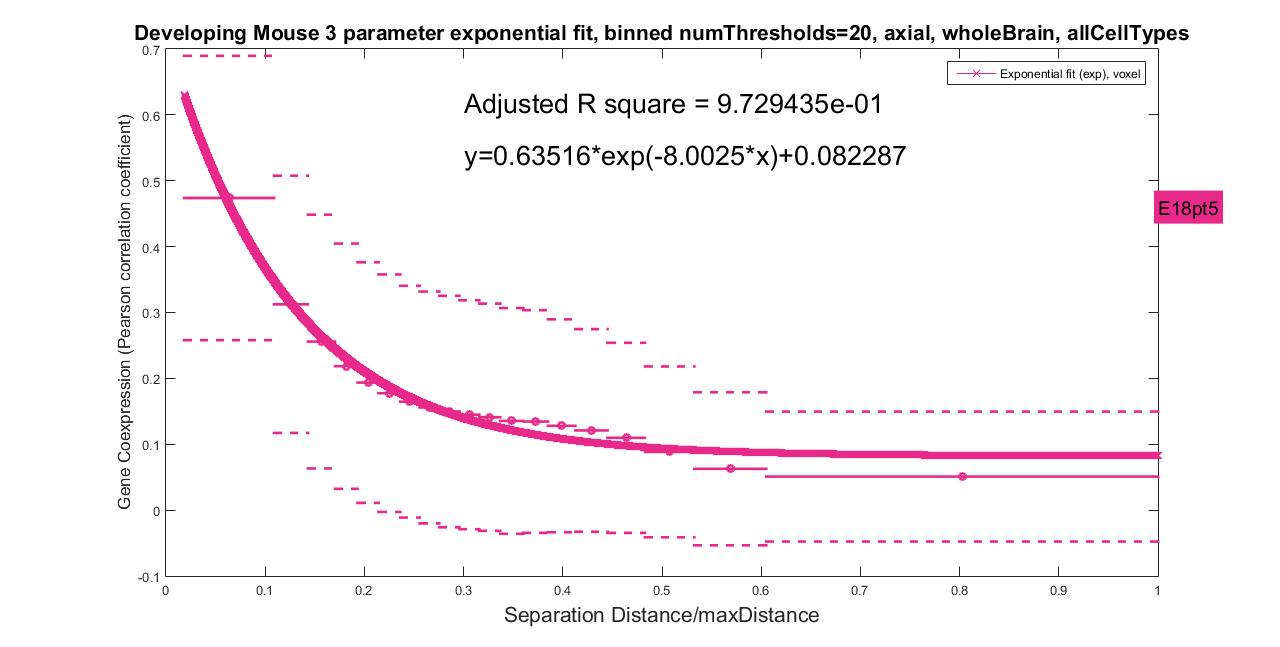 Developing Mouse 3 parameter exponential fit, binned numThresholds=20, axial, wholeBrain, allCellTypes
0.7
0.6
0.5
0.4
0.3
0.2
0.1
0
-0.1
Gene Coexpression (Pearson correlation coefficient)
Exponential fit (exp), voxel
Adjusted R square = 9.729435e-01
y=0.63516*exp(-8.0025*x)+0.082287
E18pt5
0 0.1 0.2 0.3 0.4 0.5 0.6 0.7 0.8 0.9 1
Separation Distance/maxDistance